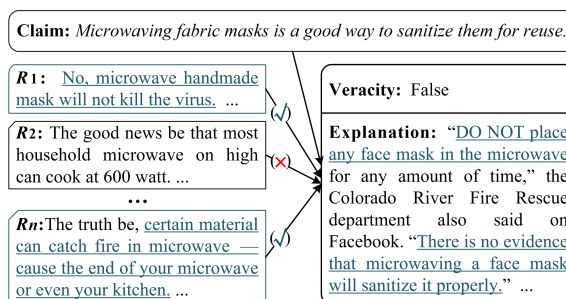 Claim: Microwaving fabric masks is a good way to sanitize them for reuse.
R1: No, microwave handmade
mask will not kill the virus. ...
(√)
R2: The good news be that most
household microwave on high
can cook at 600 watt. ...
(×)
...
Rn:The truth be, certain material
can catch fire in microwave —
cause the end of your microwave
or even your kitchen. ...
(√)
Veracity: False
Explanation: “DO NOT place
any face mask in the microwave
for any amount of time,” the
Colorado River Fire Rescue
department also said on
Facebook. “There is no evidence
that microwaving a face mask
will sanitize it properly.” ...